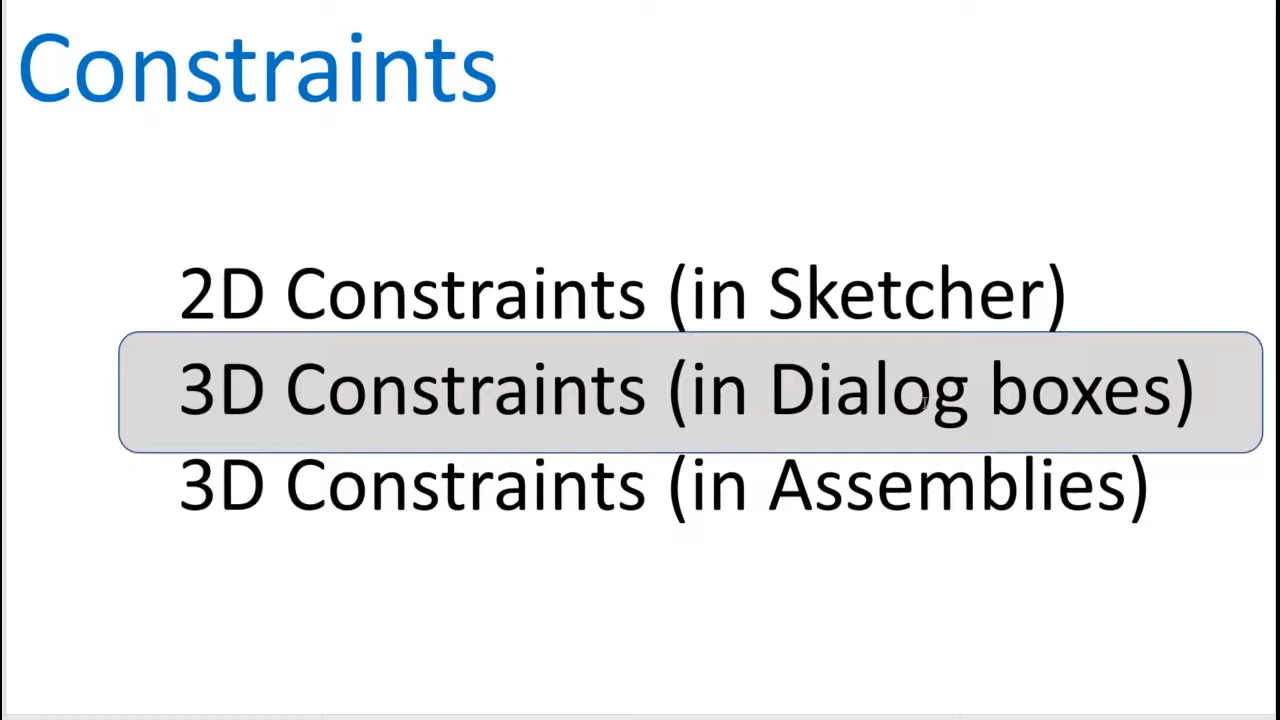 Constraints
2D Constraints (in Sketcher)
3D Constraints (in Dialog boxes)
3D Constraints (in Assemblies)